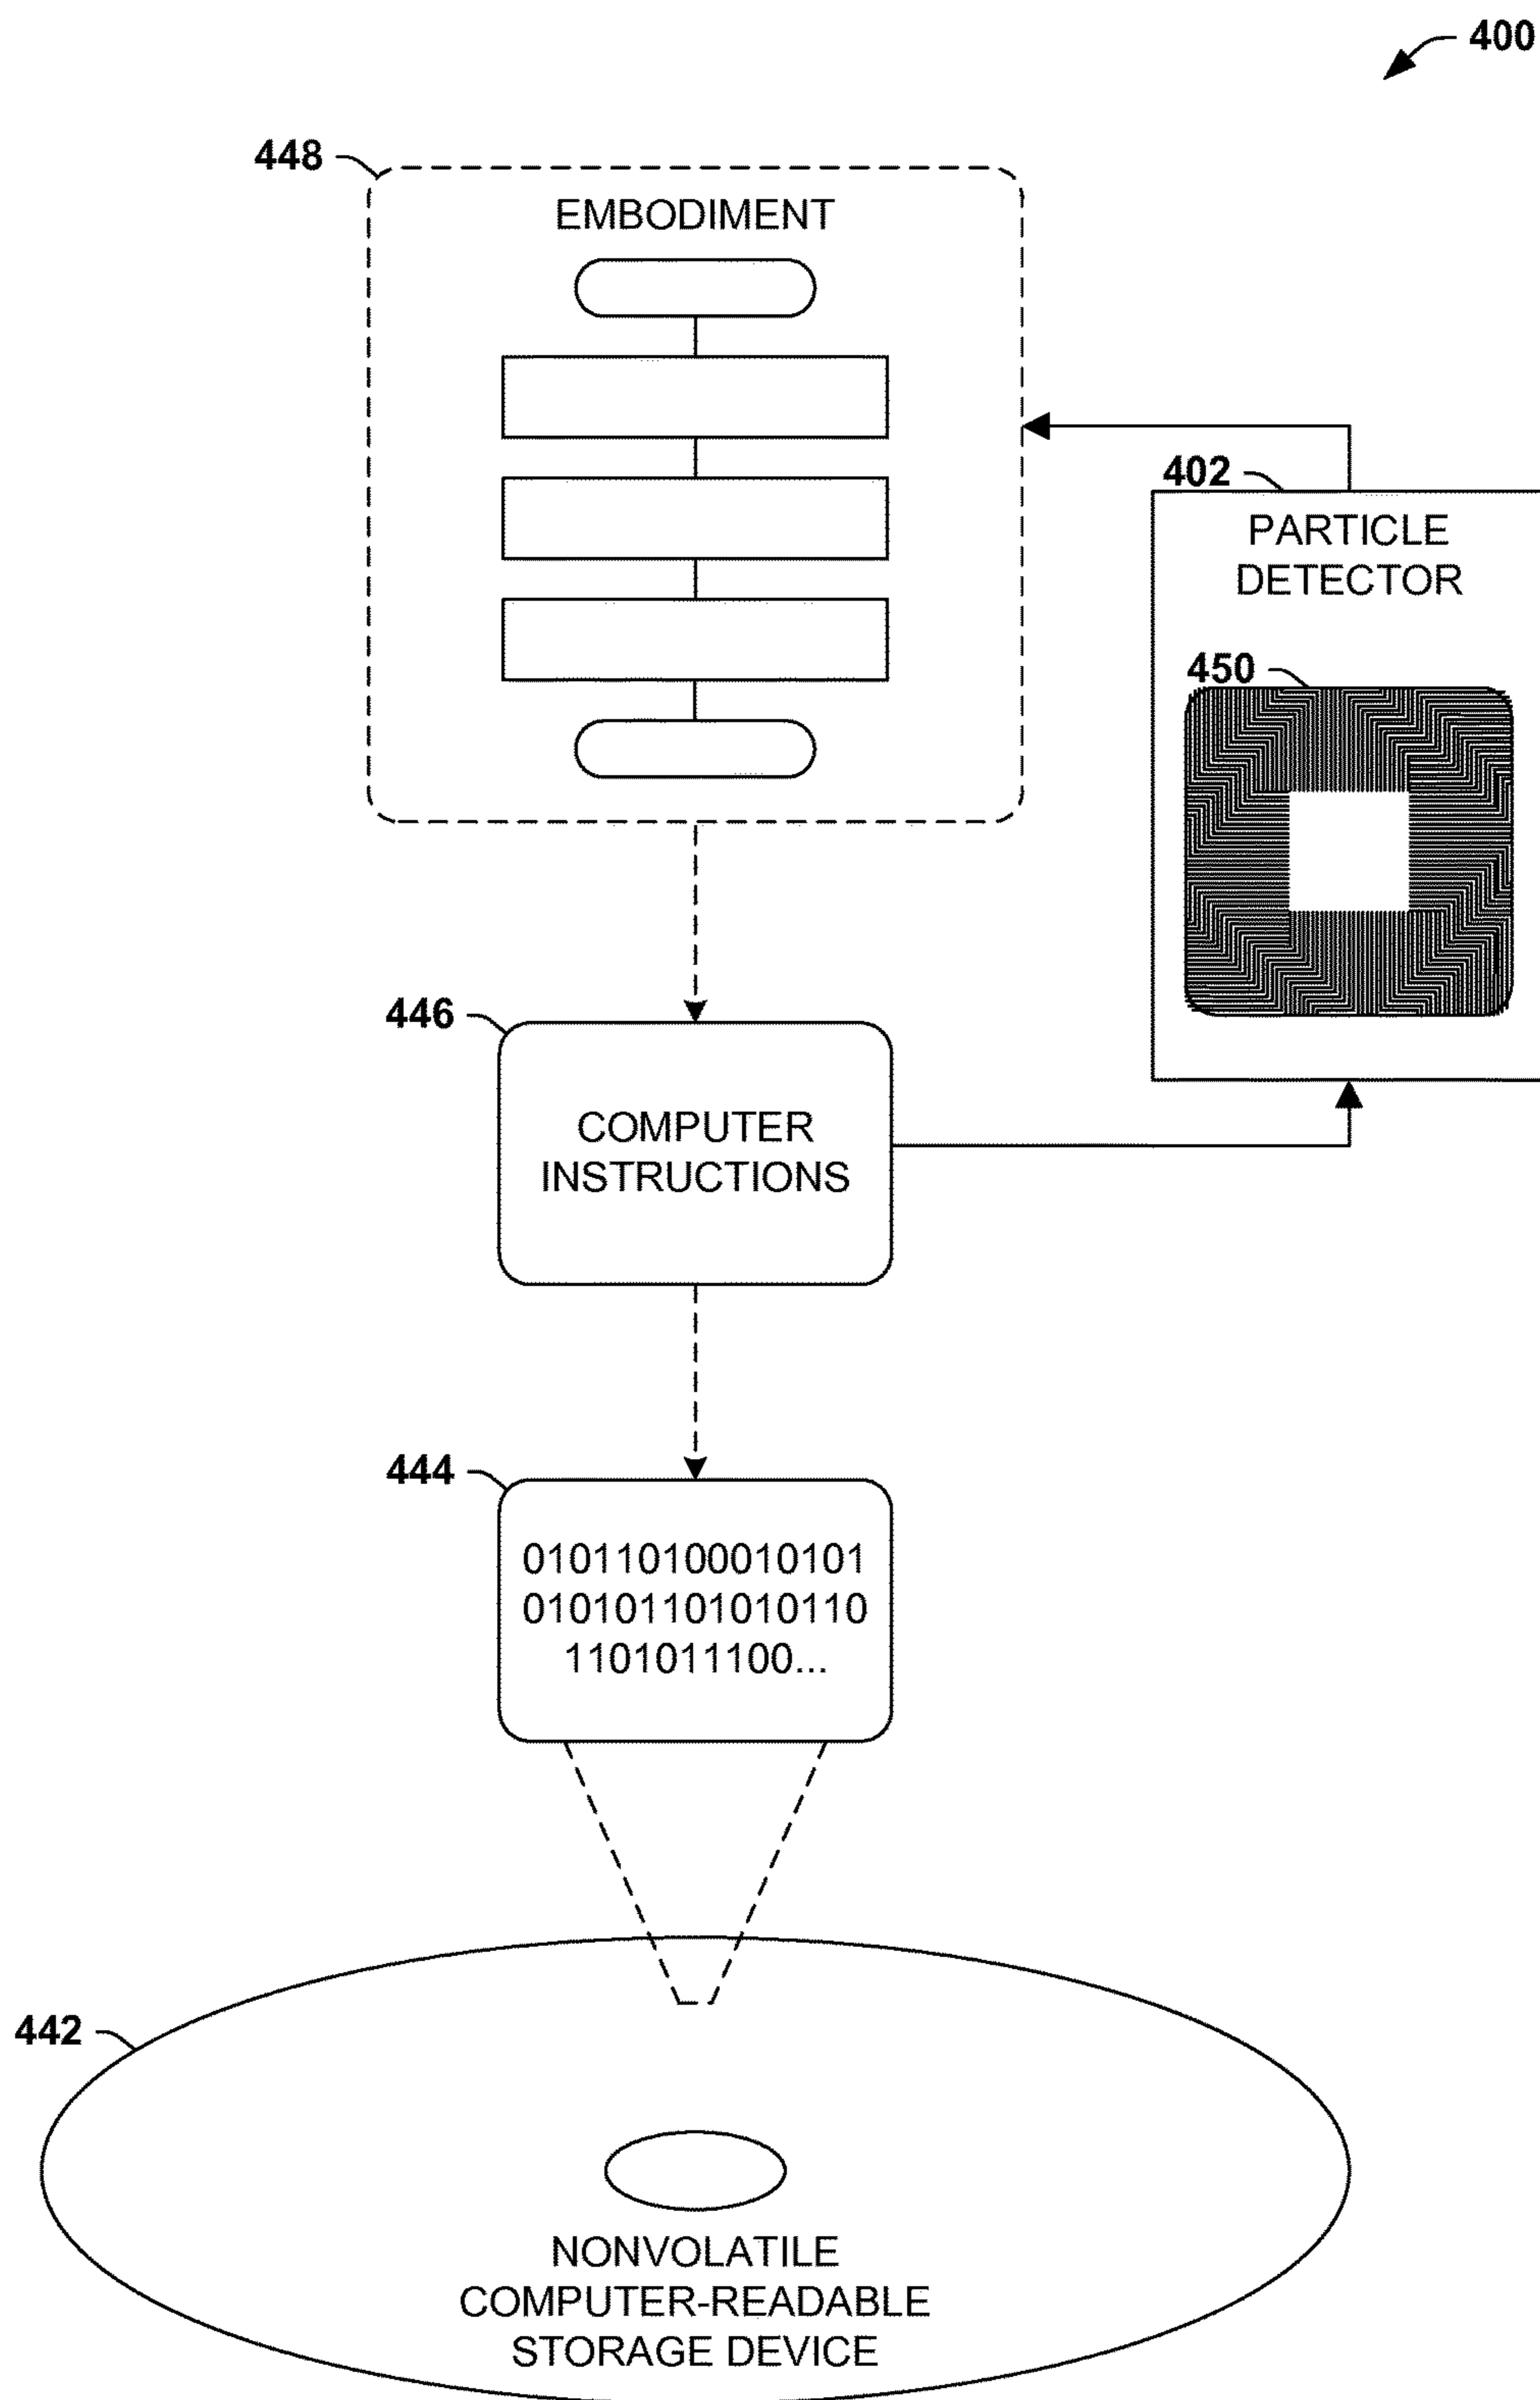 400
448
EMBODIMENT
402
PARTICLE
DETECTOR
450
446
COMPUTER
INSTRUCTIONS
444
010110100010101
010101101010110
1101011100...
442
NONVOLATILE
COMPUTER-READABLE
STORAGE DEVICE